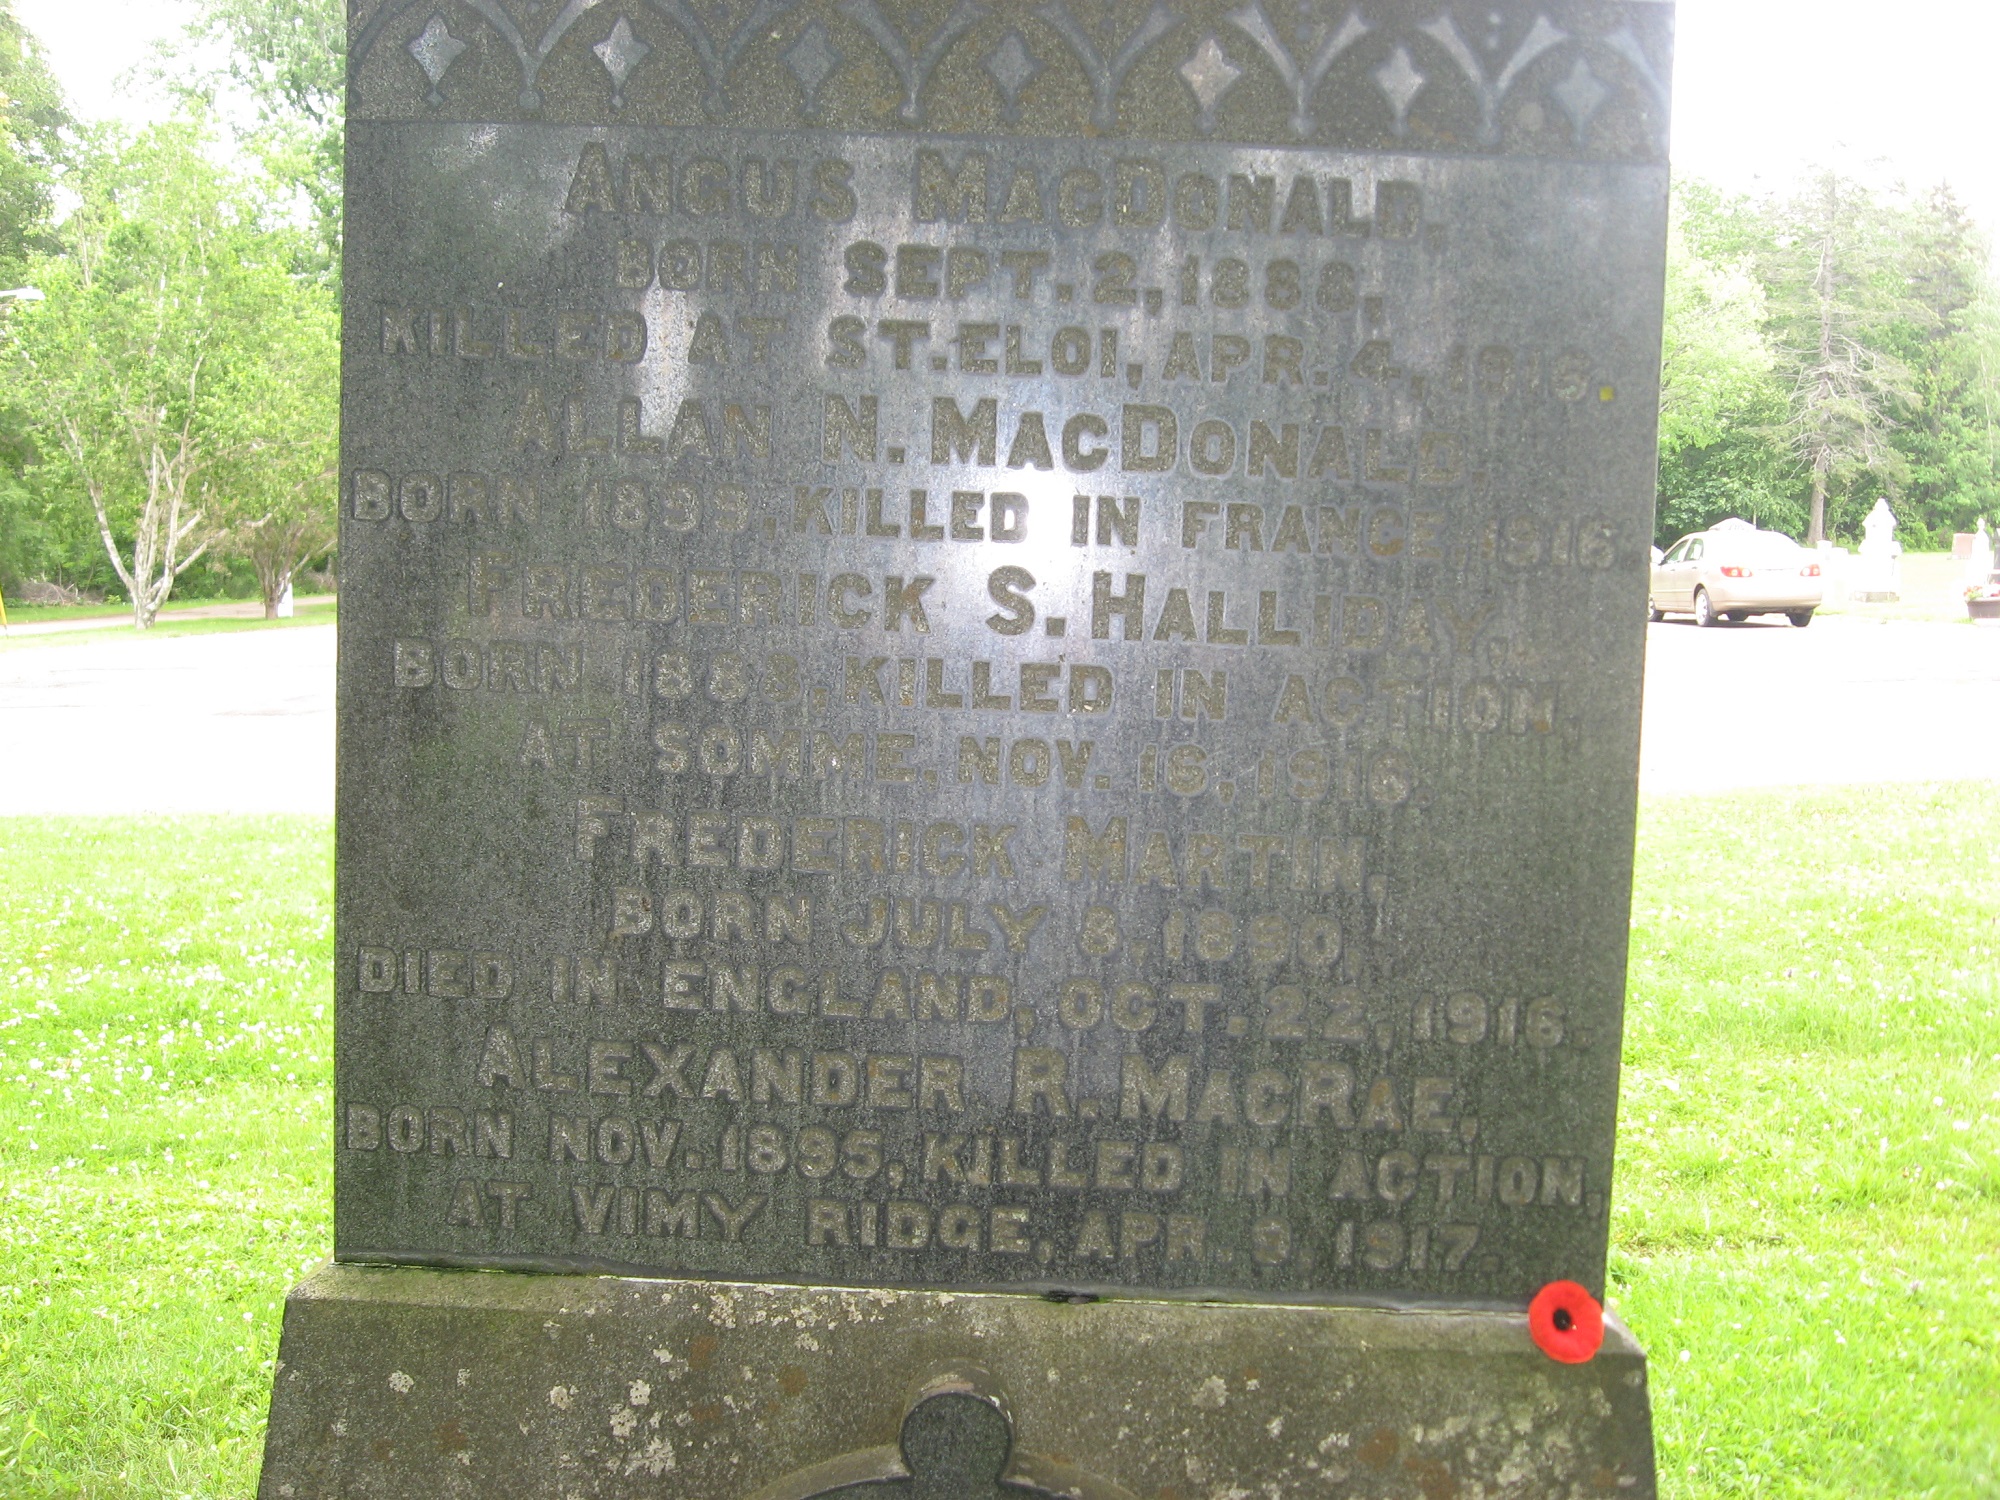 ANGUS MACDONALD,
BORN SEPT. 2, 1888,
KILLED AT ST. ELOI, APR. 4, 1916.
ALLAN N. MACDONALD,
BORN 1899, KILLED IN FRANCE, 1916.
FREDERICK S. HALLIDAY,
BORN 1888, KILLED IN ACTION
AT SOMME, NOV. 16, 1916.
FREDERICK MARTIN,
BORN JULY 8, 1890,
DIED IN ENGLAND, OCT. 22, 1916.
ALEXANDER R. MACRAE,
BORN NOV. 1895, KILLED IN ACTION,
AT VIMY RIDGE, APR. 9, 1917.